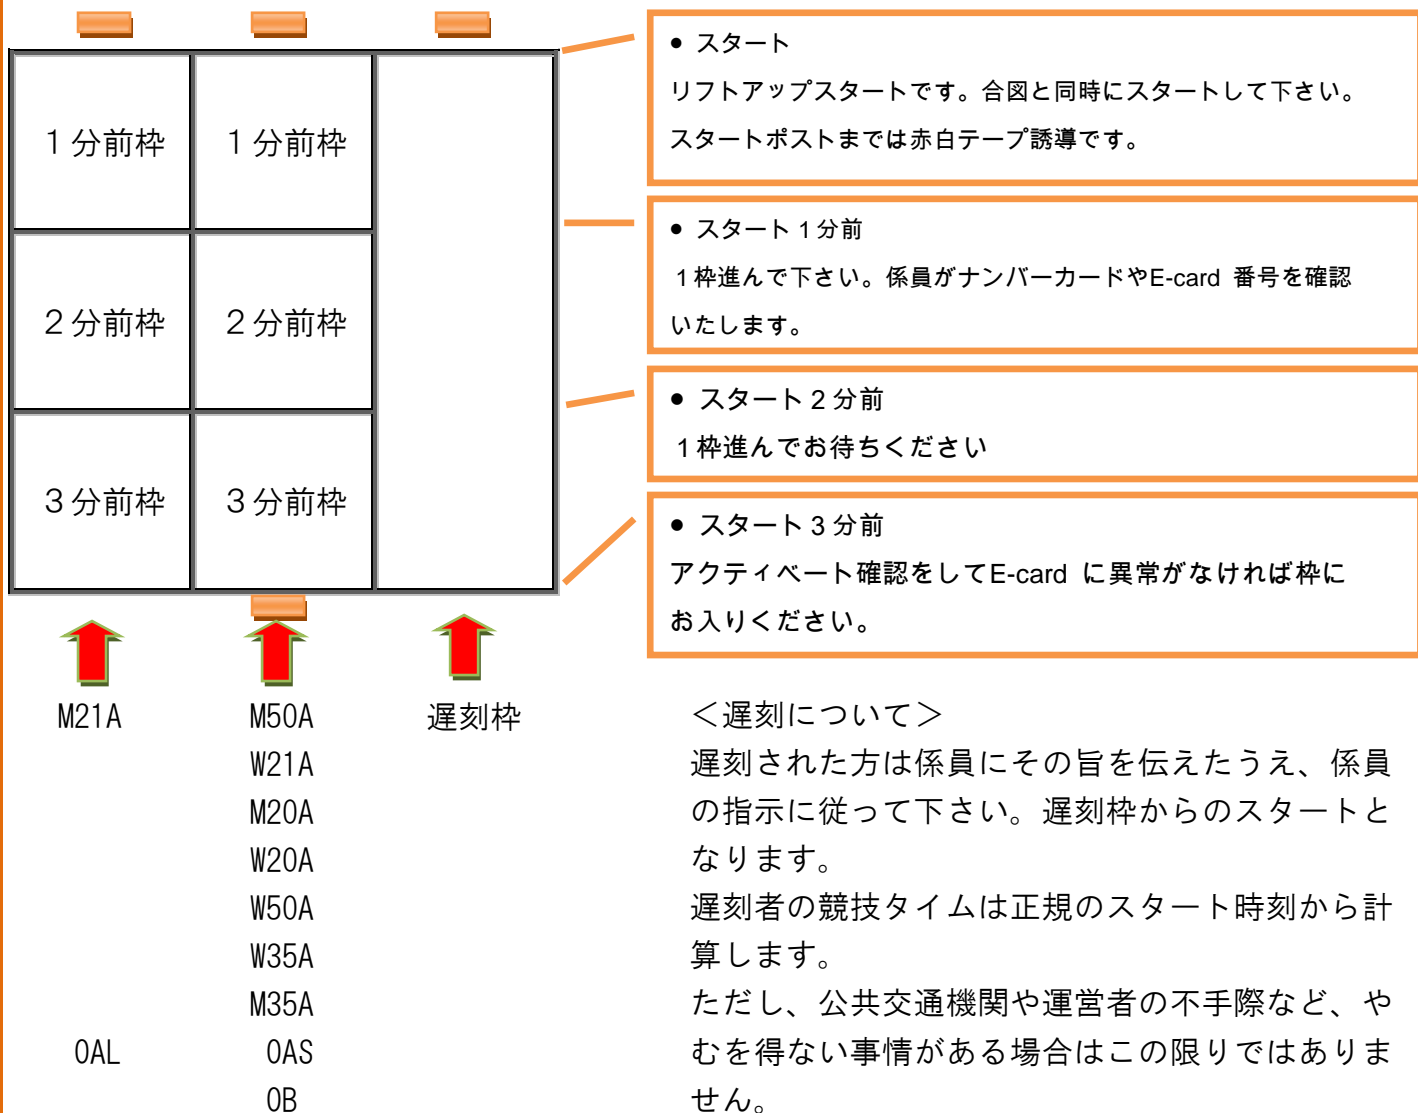 1分前枠 1分前枠
2分前枠 2分前枠
3分前枠 3分前枠
● スタート
リフトアップスタートです。合図と同時にスタートして下さい。
スタートポストまでは赤白テープ誘導です。
● スタート 1分前
1枠進んで下さい。係員がナンバーカードやE-card 番号を確認
いたします。
● スタート 2分前
1枠進んでお待ちください
● スタート 3分前
アクティベート確認をしてE-card に異常がなければ枠に
お入りください。
M21A M50A 遅刻枠
W21A
M20A
W20A
W50A
W35A
M35A
OAL OAS
OB
<遅刻について>
遅刻された方は係員にその旨を伝えたうえ、係員
の指示に従って下さい。遅刻枠からのスタートと
なります。
遅刻者の競技タイムは正規のスタート時刻から計
算します。
ただし、公共交通機関や運営者の不手際など、や
むを得ない事情がある場合はこの限りではありま
せん。